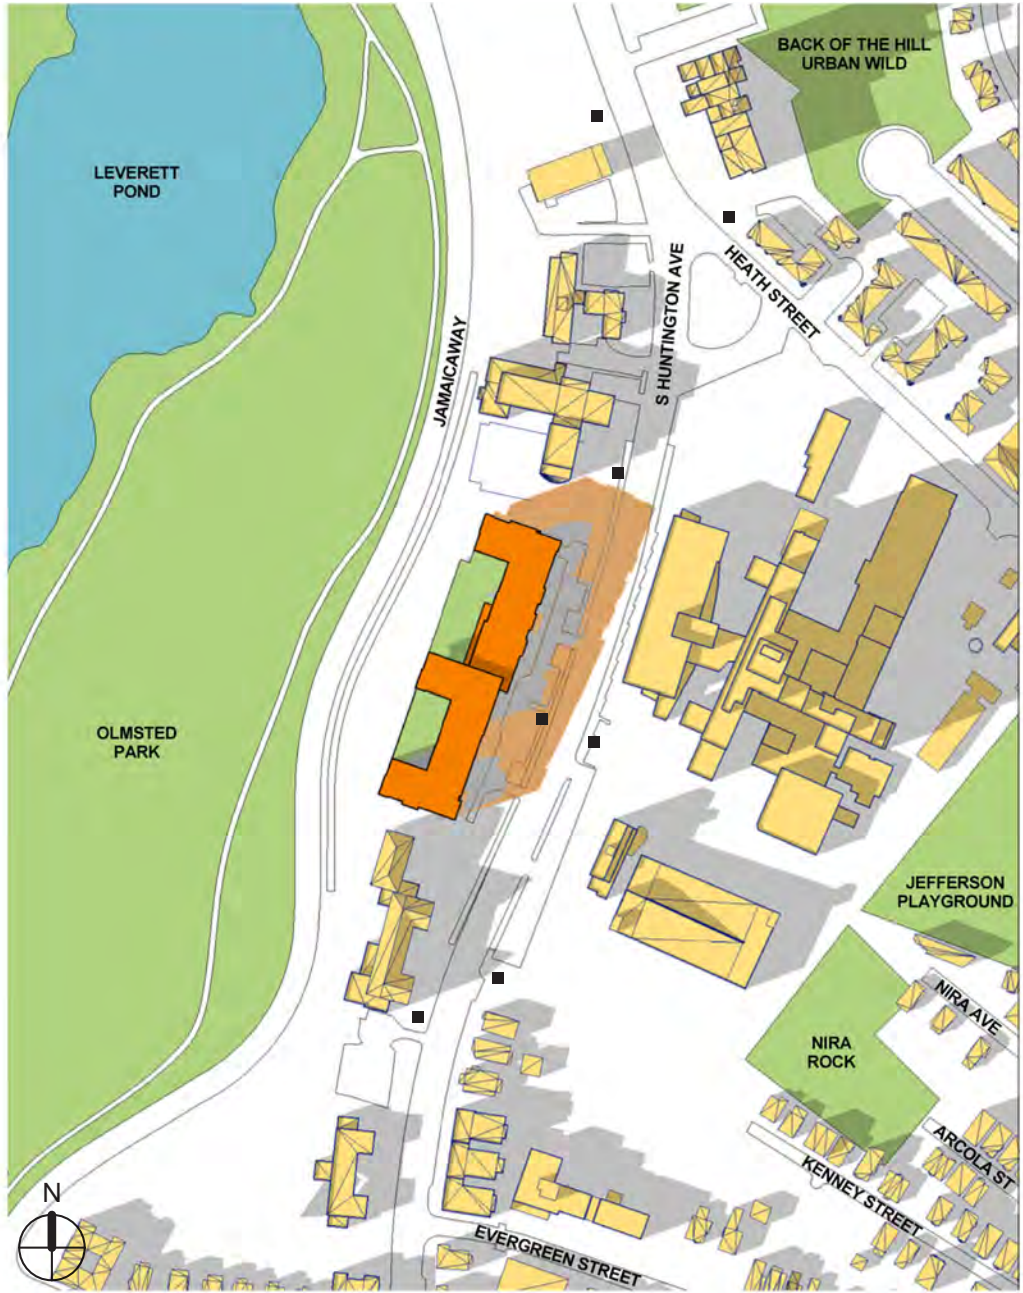 BACK OF THE HILL
URBAN WILD
LEVERETT
POND
S HUNTINGTON AVE
HEATH STREET
JAMAICAWAY
OLMSTED
PARK
JEFFERSON
PLAYGROUND
NIRA AVE
NIRA
ROCK
ARCOLA ST
KENNEY STREET
N
EVERGREEN STREET